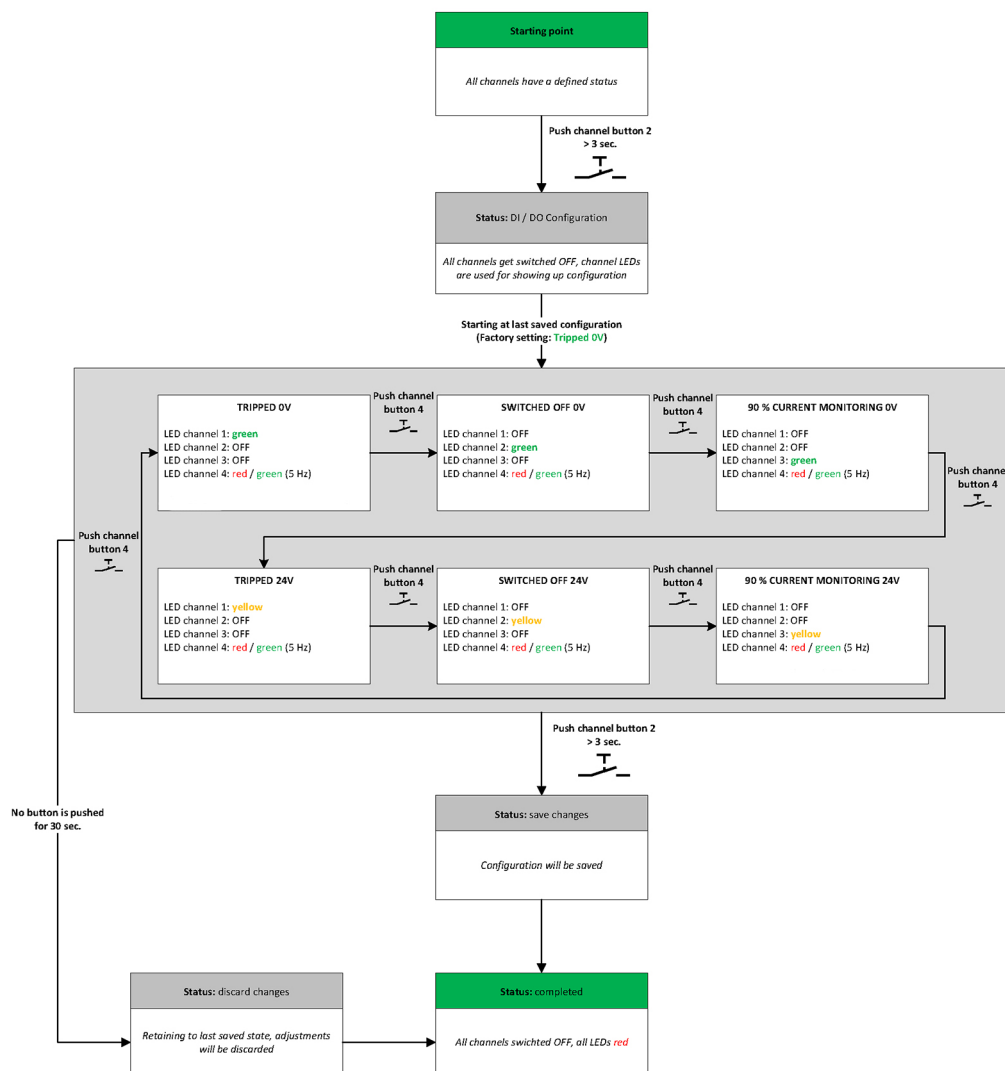 Starting point
All channels have a defined status
Push channel button 2
> 3 sec.
Status: DI / DO Configuration
All channels get switched OFF, channel LEDs
are used for showing up configuration
Starting at last saved configuration
(Factory setting: Tripped 0V)
TRIPPED 0V
LED channel 1: green
LED channel 2: OFF
LED channel 3: OFF
LED channel 4: red / green (5 Hz)
Push channel
button 4
SWITCHED OFF 0V
LED channel 1: OFF
LED channel 2: green
LED channel 3: OFF
LED channel 4: red / green (5 Hz)
Push channel
button 4
90 % CURRENT MONITORING 0V
LED channel 1: OFF
LED channel 2: OFF
LED channel 3: green
LED channel 4: red / green (5 Hz)
Push channel
button 4
Push channel
button 4
TRIPPED 24V
LED channel 1: yellow
LED channel 2: OFF
LED channel 3: OFF
LED channel 4: red / green (5 Hz)
Push channel
button 4
SWITCHED OFF 24V
LED channel 1: OFF
LED channel 2: yellow
LED channel 3: OFF
LED channel 4: red / green (5 Hz)
Push channel
button 4
90 % CURRENT MONITORING 24V
LED channel 1: OFF
LED channel 2: OFF
LED channel 3: yellow
LED channel 4: red / green (5 Hz)
Push channel button 2
> 3 sec.
No button is pushed
for 30 sec.
Status: save changes
Configuration will be saved
Status: discard changes
Retaining to last saved state, adjustments
will be discarded
Status: completed
All channels swichted OFF, all LEDs red